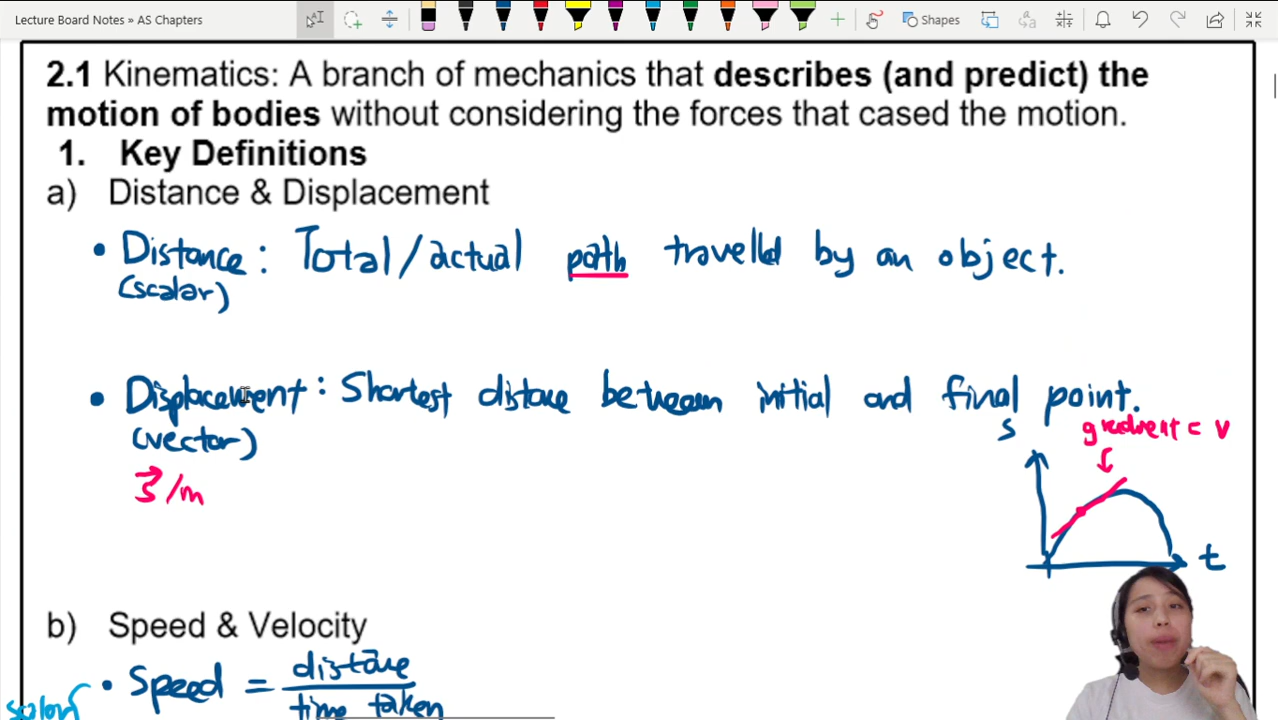 Lecture Board Notes » AS Chapters
Shapes
2.1 Kinematics: A branch of mechanics that describes (and predict) the
motion of bodies without considering the forces that cased the motion.
1. Key Definitions
a) Distance & Displacement
• Distance: Total/actual path travelled by an object.
(scalar)
• Displacement: Shortest distance between initial and final point.
(vector)
s
gradient = v
s/m
t
b) Speed & Velocity
• Speed = distance
scalar
time taken